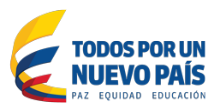 TODOS POR UN
NUEVO PAÍS
PAZ EQUIDAD EDUCACIÓN